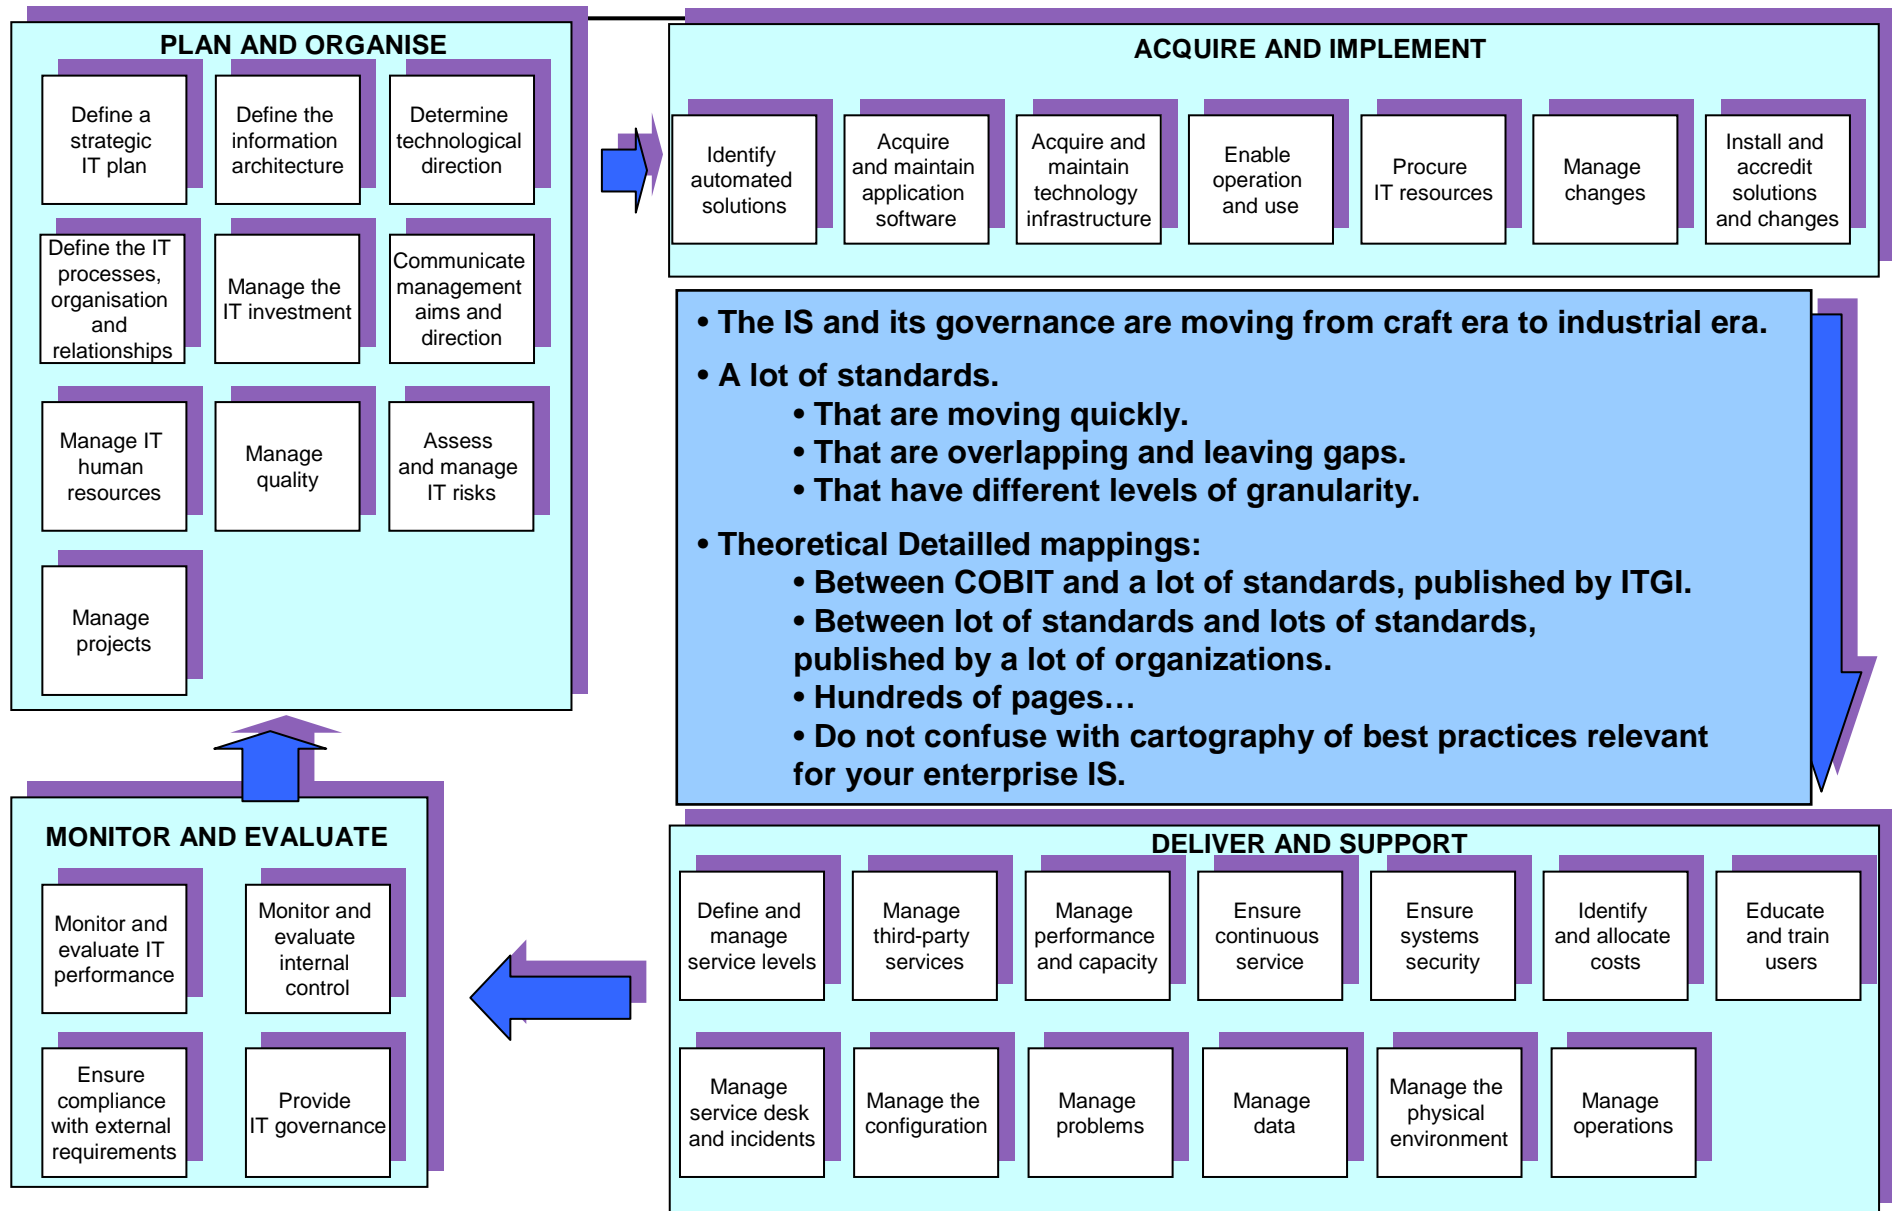 PLAN AND ORGANISE
Define a
strategic
IT plan
Define the
information
architecture
Determine
technological
direction
Define the IT
processes,
organisation
and
relationships
Manage the
IT investment
Communicate
management
aims and
direction
Manage IT
human
resources
Manage
quality
Assess
and manage
IT risks
Manage
projects
ACQUIRE AND IMPLEMENT
Identify
automated
solutions
Acquire
and maintain
application
software
Acquire and
maintain
technology
infrastructure
Enable
operation
and use
Procure
IT resources
Manage
changes
Install and
accredit
solutions
and changes
• The IS and its governance are moving from craft era to industrial era.
• A lot of standards.
• That are moving quickly.
• That are overlapping and leaving gaps.
• That have different levels of granularity.
• Theoretical Detailled mappings:
• Between COBIT and a lot of standards, published by ITGI.
• Between lot of standards and lots of standards,
published by a lot of organizations.
• Hundreds of pages…
• Do not confuse with cartography of best practices relevant
for your enterprise IS.
MONITOR AND EVALUATE
Monitor and
evaluate IT
performance
Monitor and
evaluate
internal
control
Ensure
compliance
with external
requirements
Provide
IT governance
DELIVER AND SUPPORT
Define and
manage
service levels
Manage
third-party
services
Manage
performance
and capacity
Ensure
continuous
service
Ensure
systems
security
Identify
and allocate
costs
Educate
and train
users
Manage
service desk
and incidents
Manage the
configuration
Manage
problems
Manage
data
Manage the
physical
environment
Manage
operations